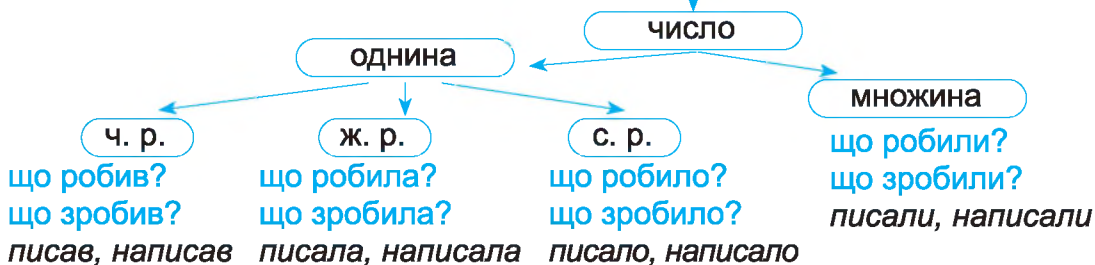 число
однина
множина
ч. р.
ж. р.
с. р.
що робив?
що зробив?
писав, написав
що робила?
що зробила?
писала, написала
що робило?
що зробило?
писало, написало
що робили?
що зробили?
писали, написали